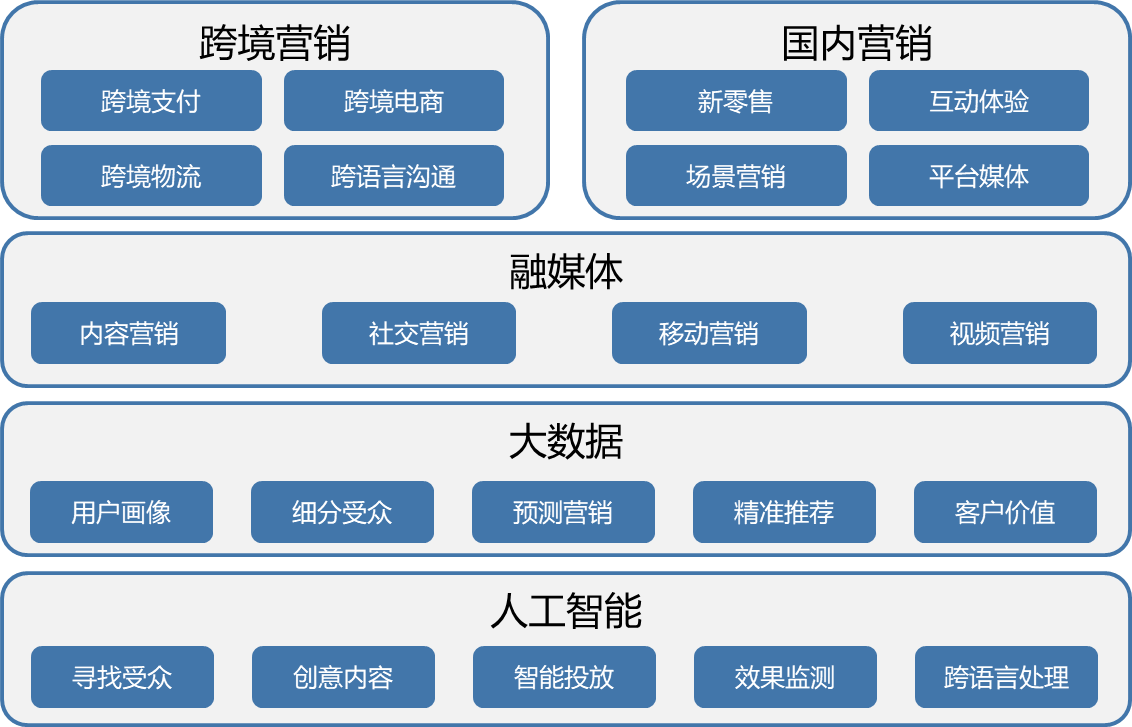 跨境营销
跨境支付
跨境电商
跨境物流
跨语言沟通
国内营销
新零售
互动体验
场景营销
平台媒体
融媒体
内容营销
社交营销
移动营销
视频营销
大数据
用户画像
细分受众
预测营销
精准推荐
客户价值
人工智能
寻找受众
创意内容
智能投放
效果监测
跨语言处理